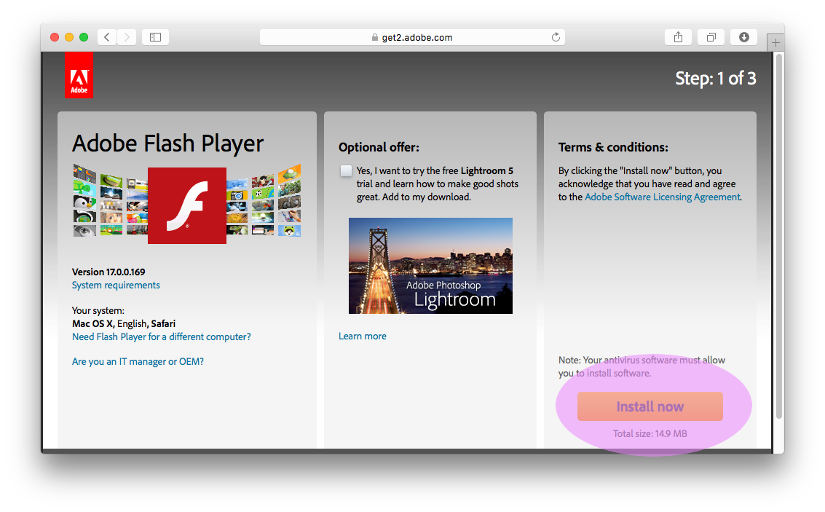 get2.adobe.com
Adobe
Step: 1 of 3
Adobe Flash Player
Version 17.0.0.169
System requirements
Your system:
Mac OS X, English, Safari
Need Flash Player for a different computer?
Are you an IT manager or OEM?
Optional offer:
Yes, I want to try the free Lightroom 5
trial and learn how to make good shots
great. Add to my download.
Adobe Photoshop
Lightroom
Learn more
Terms & conditions:
By clicking the "Install now" button, you
acknowledge that you have read and agree
to the Adobe Software Licensing Agreement.
Note: Your antivirus software must allow
you to install software.
Install now
Total size: 14.9 MB